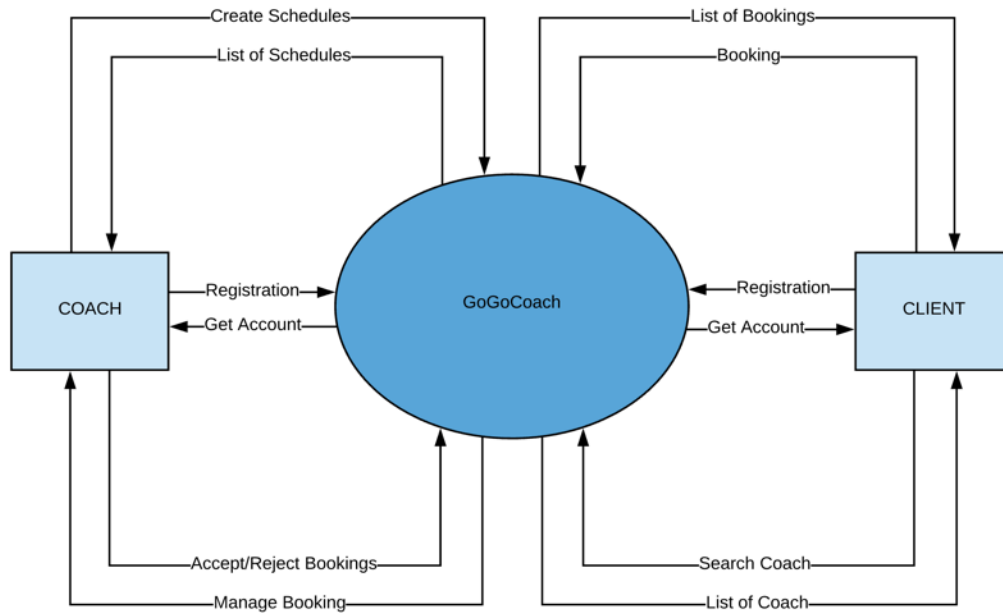 Create Schedules
List of Bookings
List of Schedules
Booking
Registration
Registration
COACH
GoGoCoach
CLIENT
Get Account
Get Account
Accept/Reject Bookings
Search Coach
Manage Booking
List of Coach